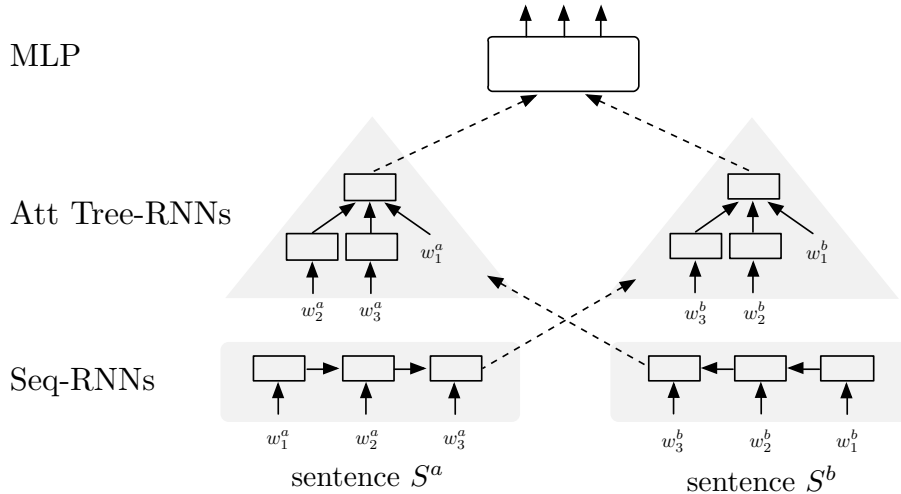 MLP
Att Tree-RNNs
w_1^a w_1^b
w_2^a w_3^a w_3^b w_2^b
Seq-RNNs
w_1^a w_2^a w_3^a w_3^b w_2^b w_1^b
sentence S^a sentence S^b